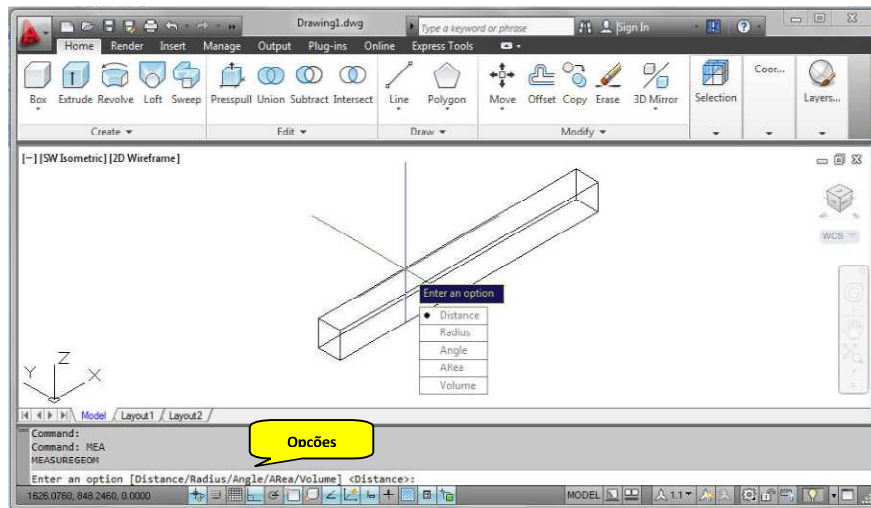 Drawing1.dwg
Type a keyword or phrase
Sign In
Home Render Insert Manage Output Plug-ins Online Express Tools
Box Extrude Revolve Loft Sweep Presspull Union Subtract Intersect Line Polygon Move Offset Copy Erase 3D Mirror Selection Coor... Layers...
Create Edit Draw Modify
[−] [SW Isometric] [2D Wireframe]
WCS
Enter an option
Distance
Radius
Angle
ARea
Volume
Z
Y
X
Model Layout1 Layout2
Command:
Opções
Command: MEA
MEASUREGEOM
Enter an option [Distance/Radius/Angle/ARea/Volume] <Distance>:
1626.0760, 848.2460, 0.0000 MODEL 1:1